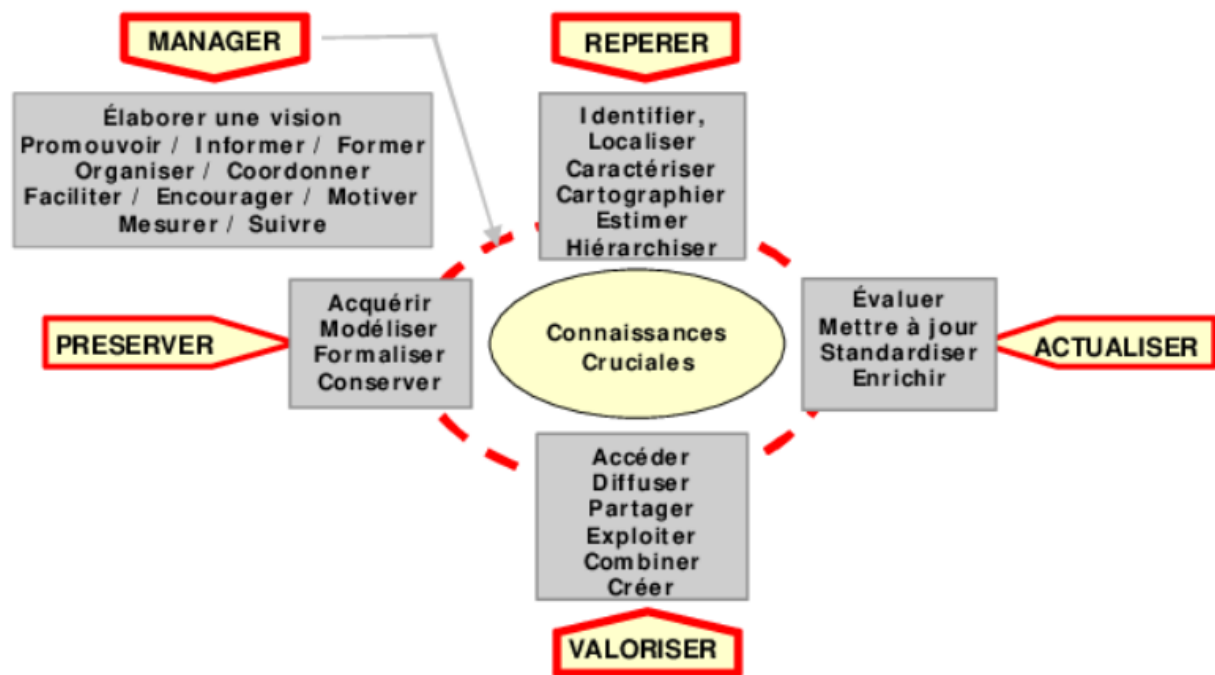 MANAGER
Élaborer une vision
Promouvoir / Informer / Former
Organiser / Coordonner
Faciliter / Encourager / Motiver
Mesurer / Suivre
REPERER
Identifier,
Localiser
Caractériser
Cartographier
Estimer
Hiérarchiser
PRESERVER
Acquérir
Modéliser
Formaliser
Conserver
Connaissances
Cruciales
Évaluer
Mettre à jour
Standardiser
Enrichir
ACTUALISER
Accéder
Diffuser
Partager
Exploiter
Combiner
Créer
VALORISER